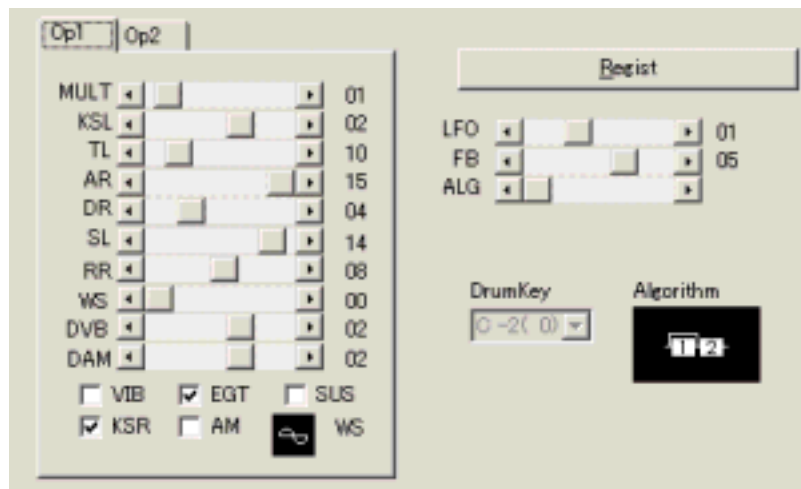 Op1 Op2
Regist
MULT 01
KSL 02
TL 10
AR 15
DR 04
SL 14
RR 08
WS 00
DVB 02
DAM 02
VIB EGT SUS
KSR AM WS
LFO 01
FB 05
ALG
DrumKey Algorithm
C -2( 0)
1 2